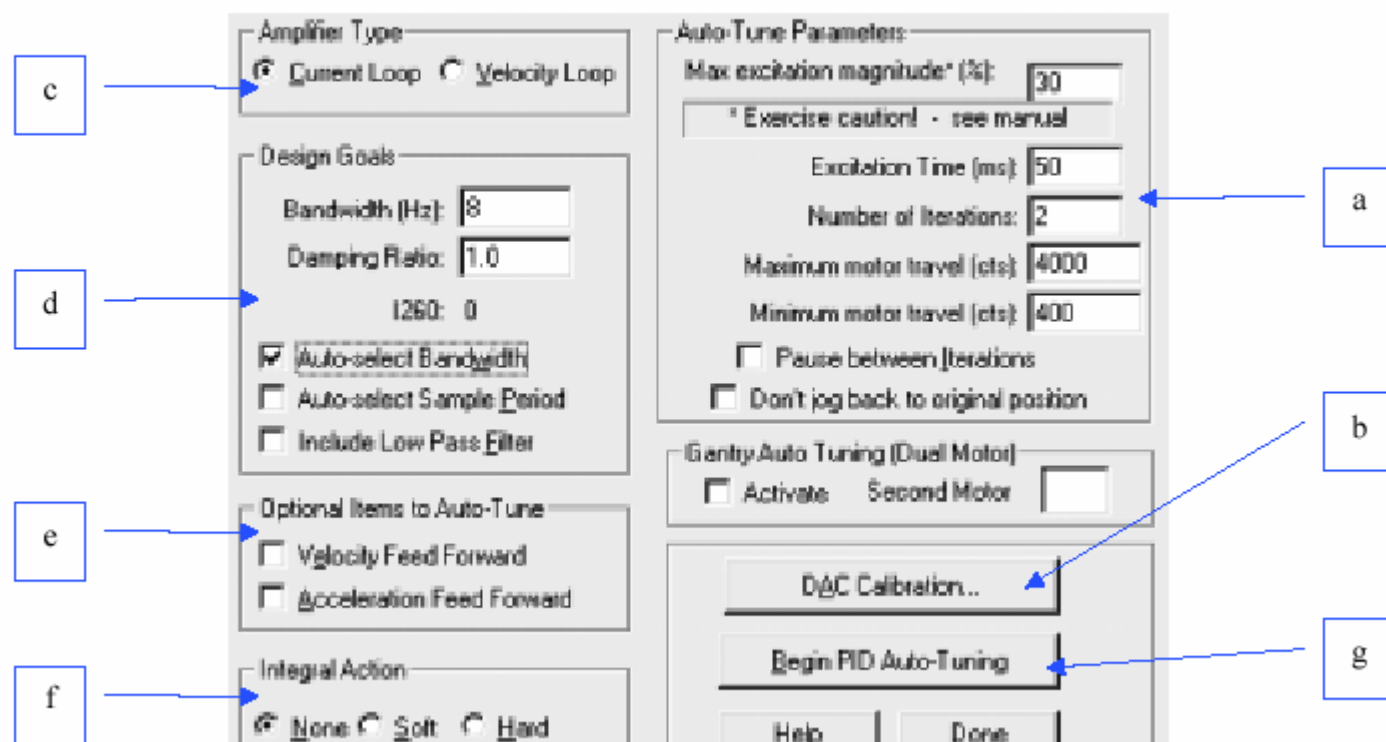 c
d
e
f
Amplifier Type
Current Loop Velocity Loop
Design Goals
Bandwidth (Hz): 8
Damping Ratio: 1.0
I260: 0
Auto-select Bandwidth
Auto-select Sample Period
Include Low Pass Filter
Optional Items to Auto-Tune
Velocity Feed Forward
Acceleration Feed Forward
Integral Action
None Soft Hard
Auto-Tune Parameters
Max excitation magnitude* (%): 30
* Exercise caution! - see manual
Excitation Time (ms): 50
Number of Iterations: 2
Maximum motor travel (cts): 4000
Minimum motor travel (cts): 400
Pause between Iterations
Don't jog back to original position
Gantry Auto Tuning (Dual Motor)
Activate Second Motor
DAC Calibration...
Begin PID Auto-Tuning
Help Done
a
b
g